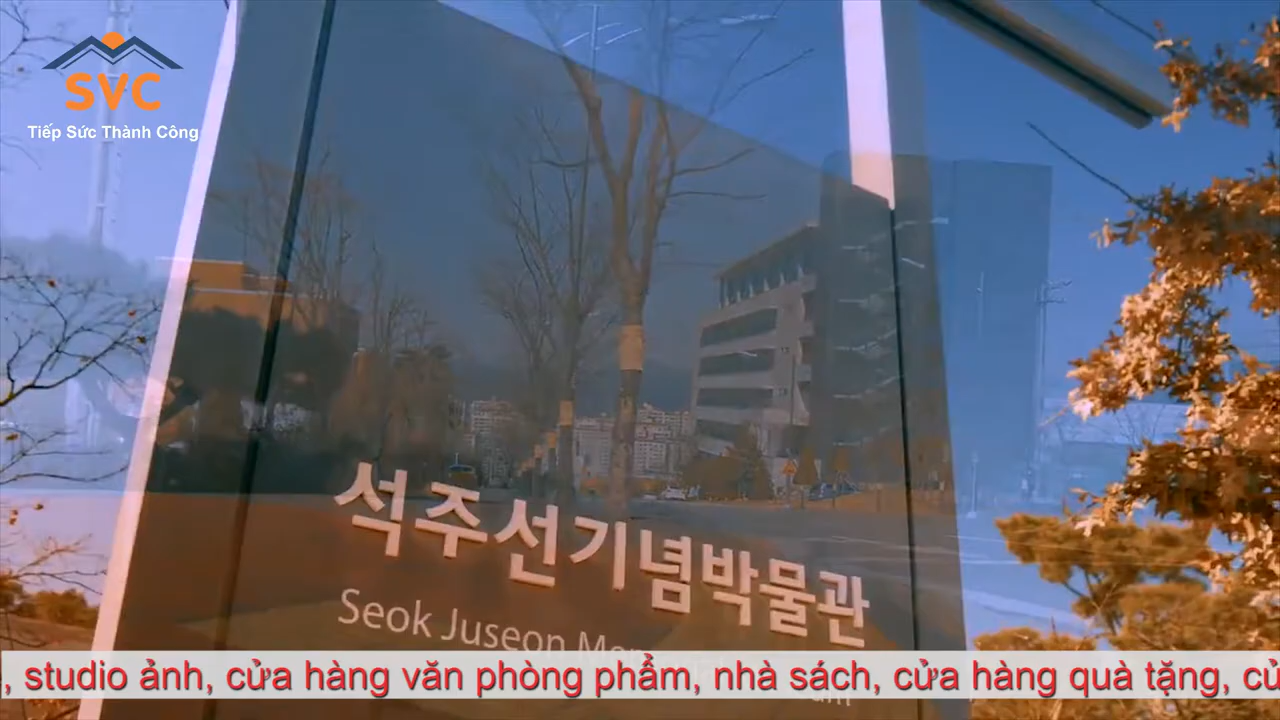 SVC
Tiếp Sức Thành Công
석주선기념박물관
Seok Juseon
, studio ảnh, cửa hàng văn phòng phẩm, nhà sách, cửa hàng quà tặng,